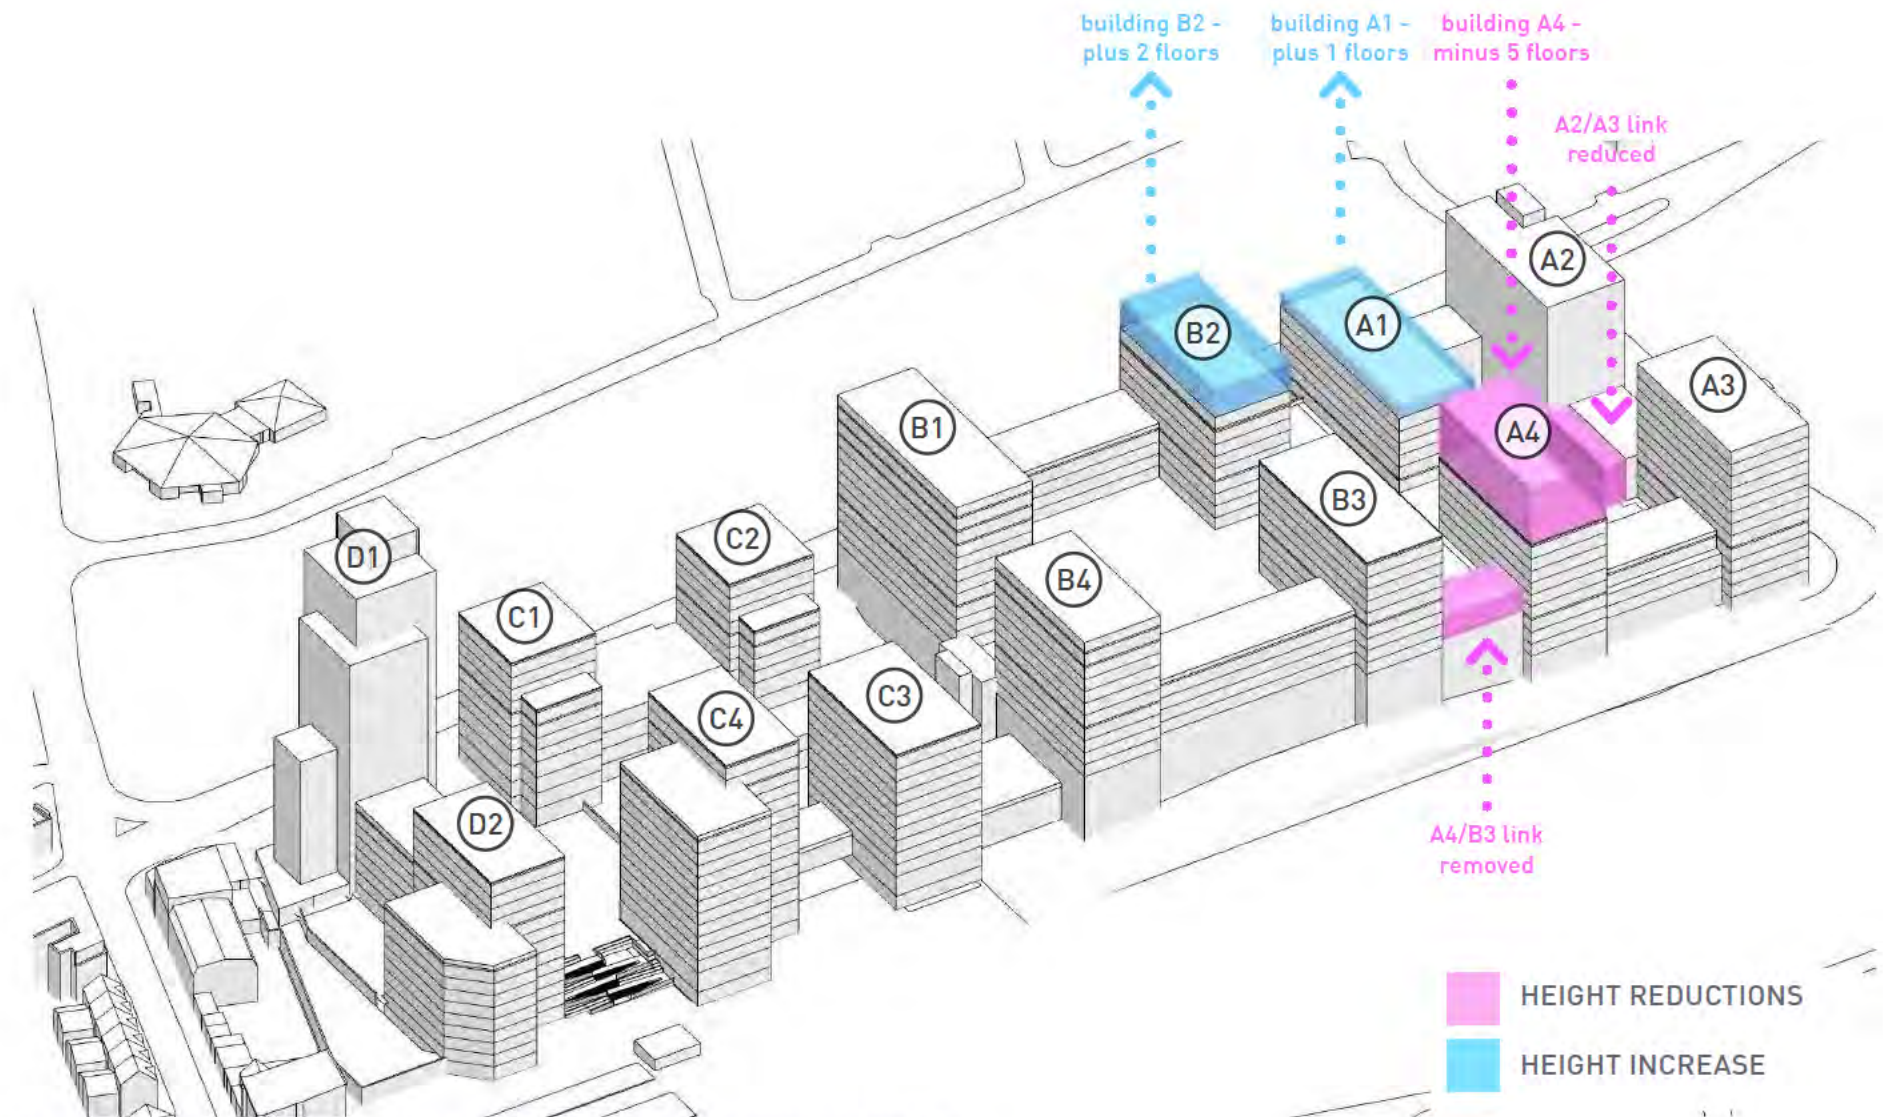 building B2 -
plus 2 floors
building A1 -
plus 1 floors
building A4 -
minus 5 floors
A2/A3 link
reduced
A2
B2
A1
A3
A4
B1
B3
C2
D1
B4
C1
C3
C4
D2
A4/B3 link
removed
HEIGHT REDUCTIONS
HEIGHT INCREASE